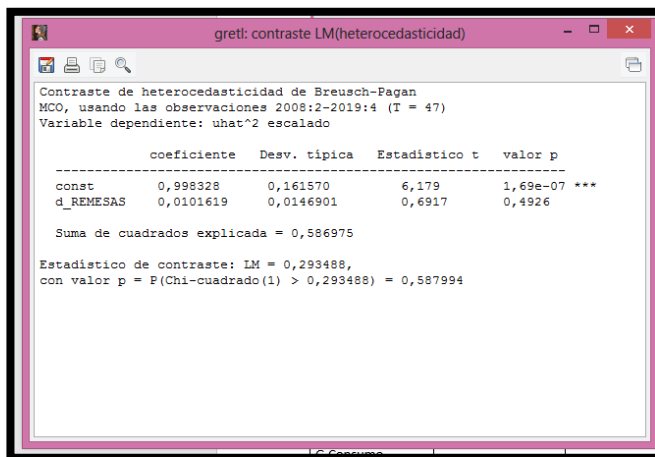 gretl: contraste LM(heterocedasticidad)
Contraste de heterocedasticidad de Breusch-Pagan
MCO, usando las observaciones 2008:2-2019:4 (T = 47)
Variable dependiente: uhat^2 escalado
coeficiente Desv. típica Estadístico t valor p
const 0,998328 0,161570 6,179 1,69e-07 ***
d_REMESAS 0,0101619 0,0146901 0,6917 0,4926
Suma de cuadrados explicada = 0,586975
Estadístico de contraste: LM = 0,293488,
con valor p = P(Chi-cuadrado(1) > 0,293488) = 0,587994